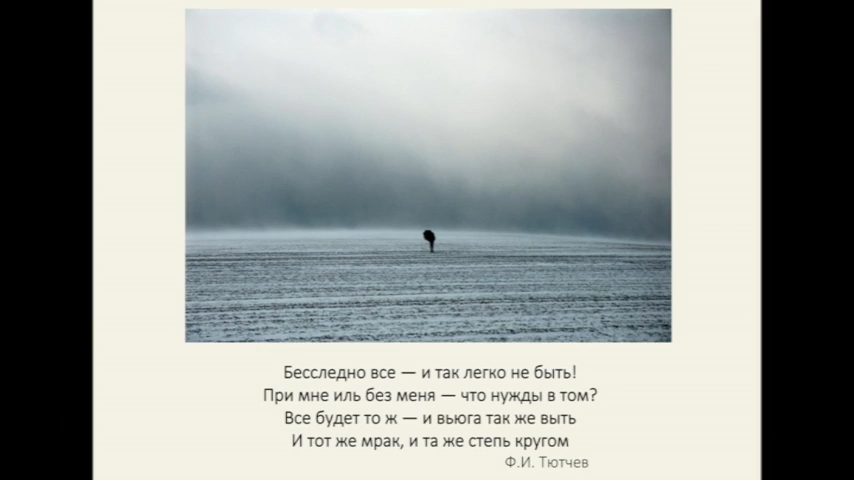 Бесследно все — и так легко не быть!
При мне иль без меня — что нужды в том?
Все будет то ж — и вьюга так же выть
И тот же мрак, и та же степь кругом
Ф.И. Тютчев